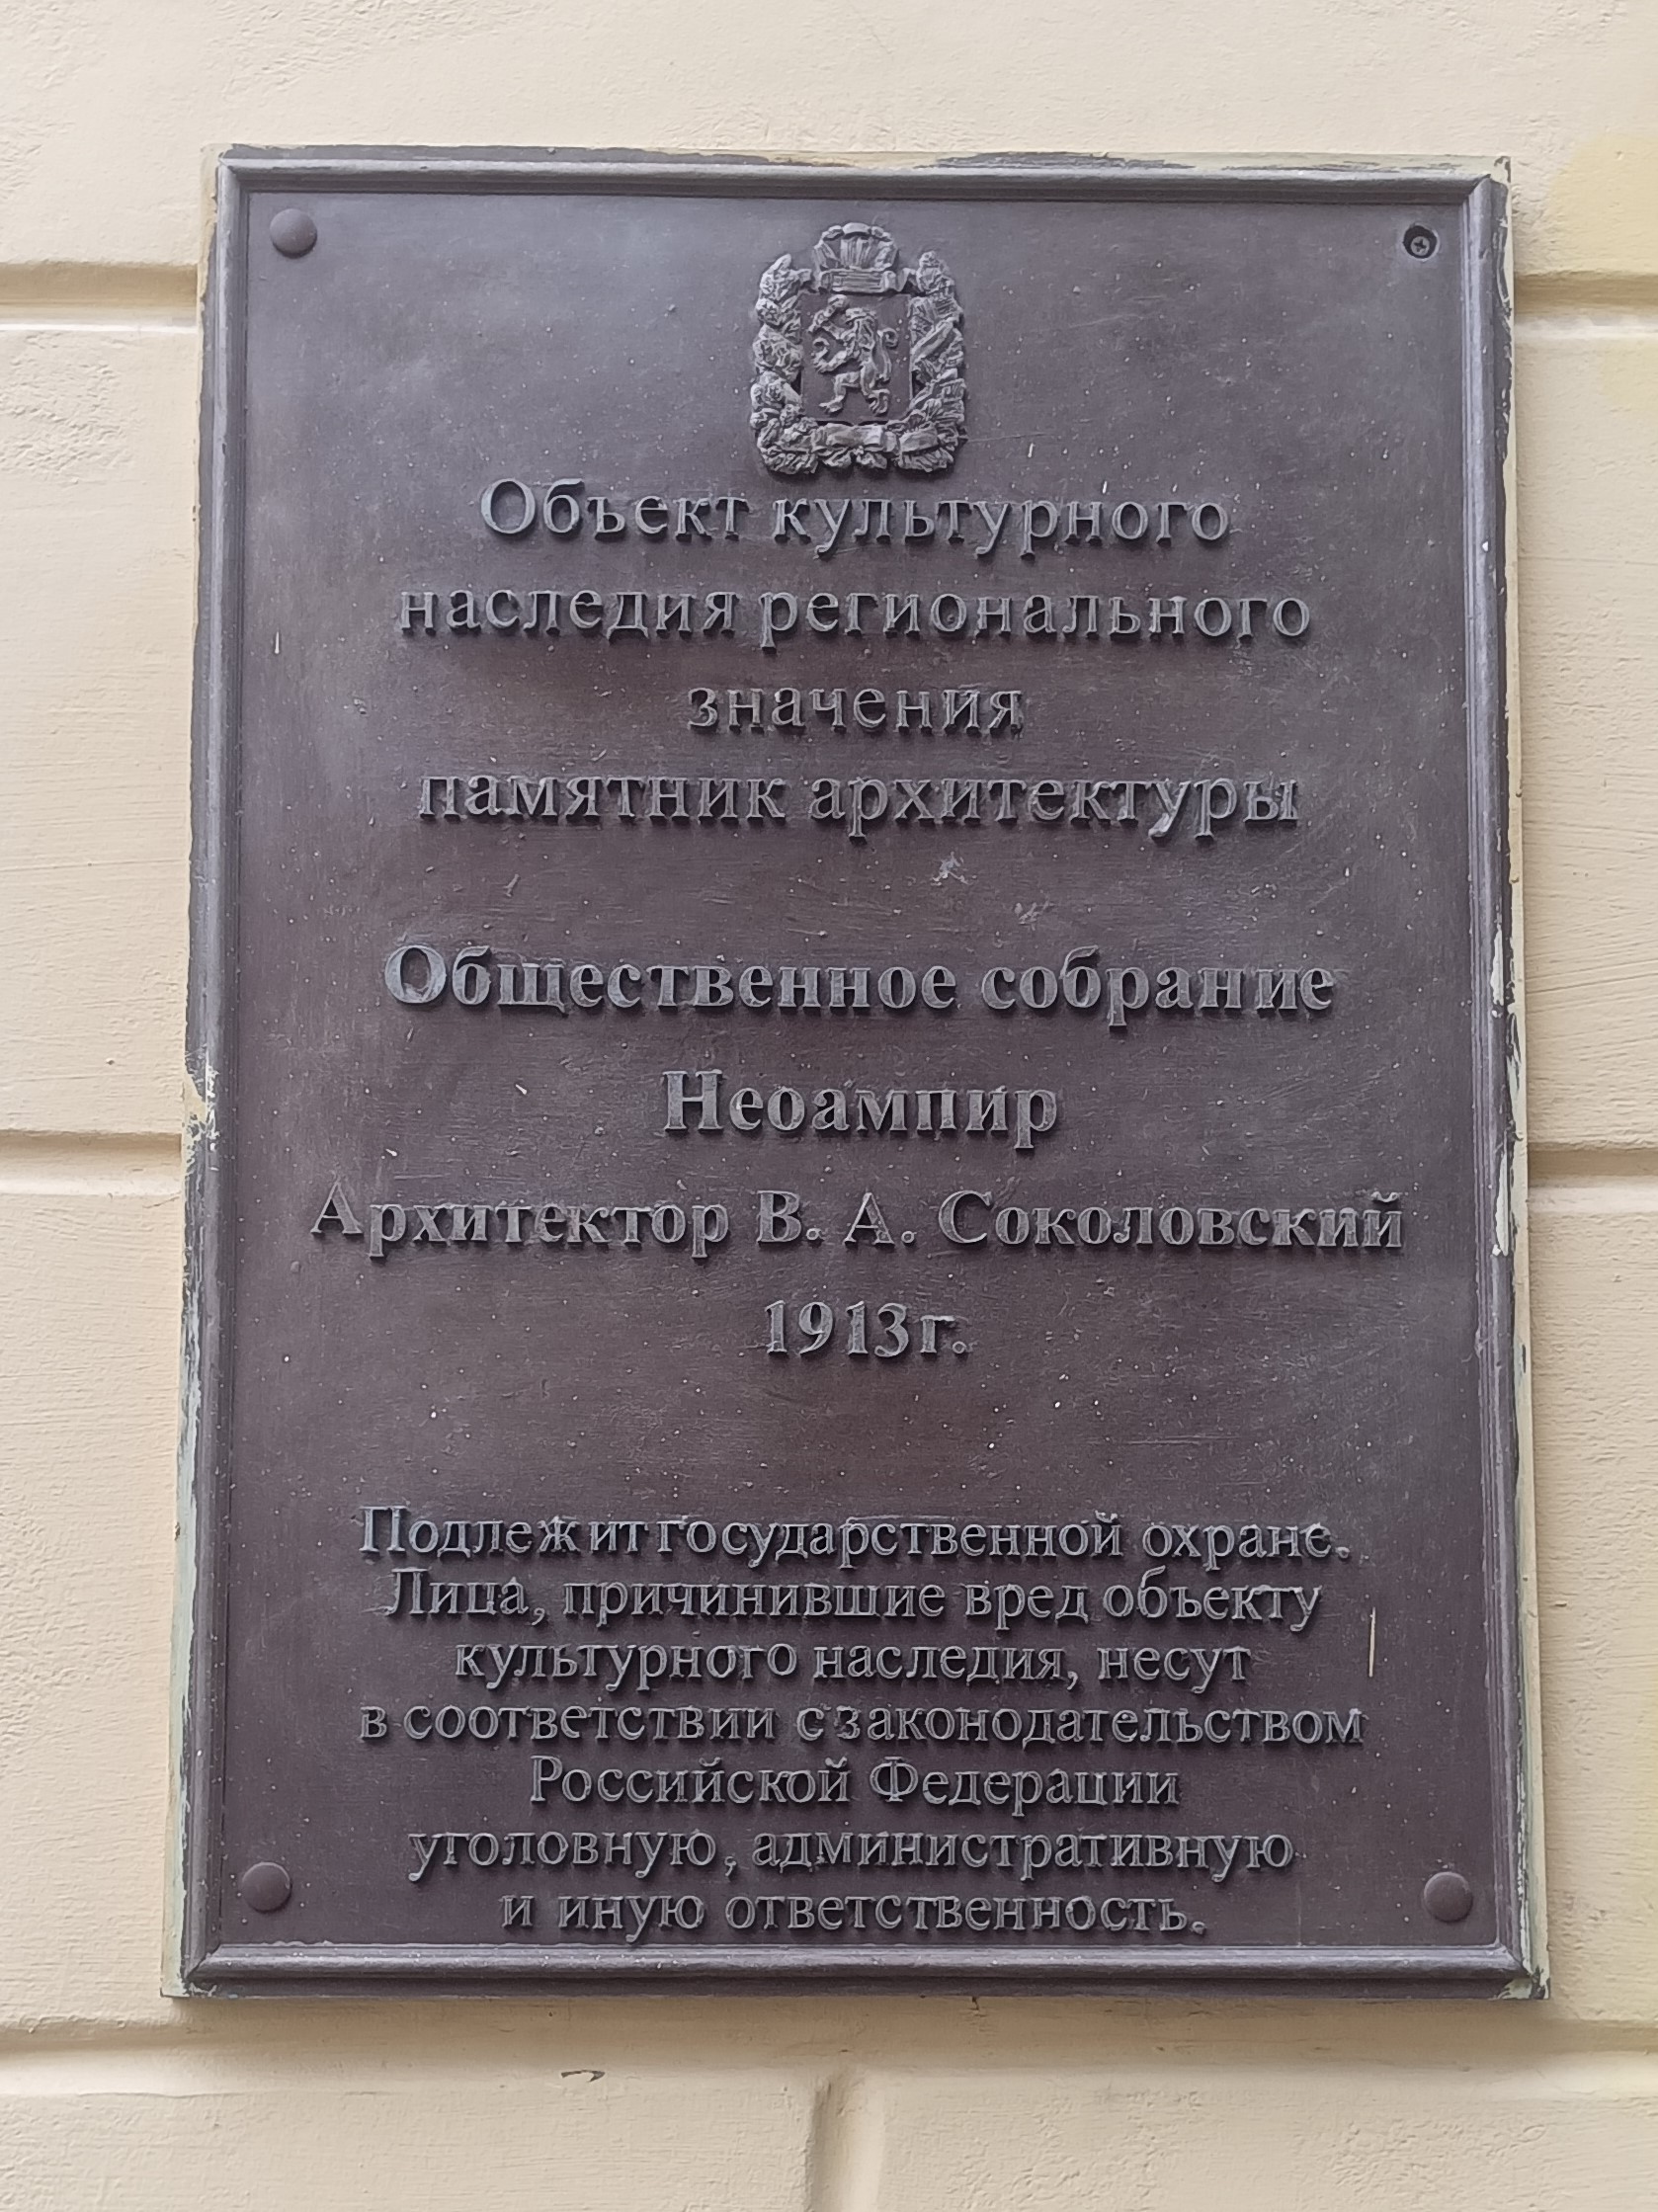 Объект культурного
наследия регионального
значения
памятник архитектуры
Общественное собрание
Неоампир
Архитектор В. А. Соколовский
1913г.
Подлежит государственной охране.
Лица, причинившие вред объекту
культурного наследия, несут
в соответствии с законодательством
Российской Федерации
уголовную, административную
и иную ответственность.